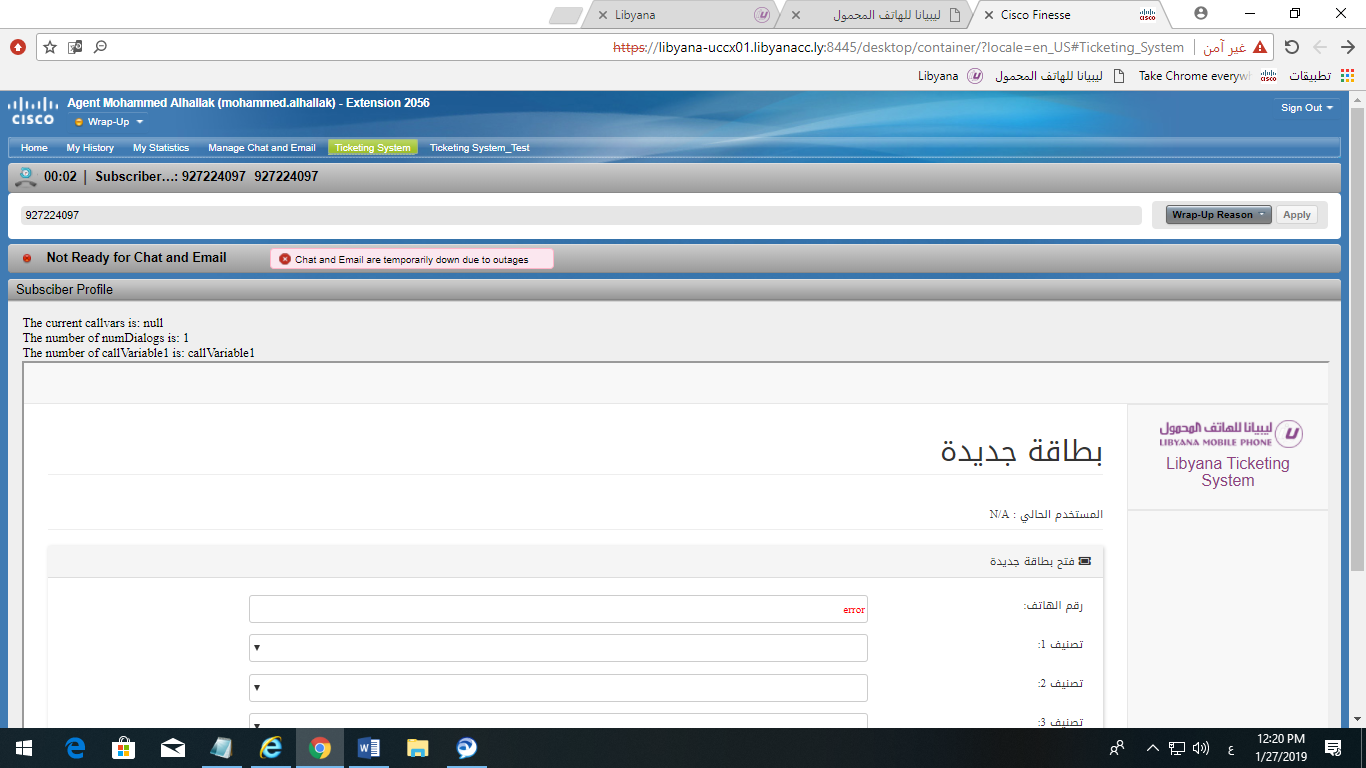 Libyana
ليبيانا للهاتف المحمول
Cisco Finesse
https://libyana-uccx01.libyanacc.ly:8445/desktop/container/?locale=en_US#Ticketing_System
غير آمن
Libyana
ليبيانا للهاتف المحمول
Take Chrome everywh
تطبيقات
CISCO
Agent Mohammed Alhallak (mohammed.alhallak) - Extension 2056
Wrap-Up
Sign Out
Home My History My Statistics Manage Chat and Email Ticketing System Ticketing System_Test
00:02 | Subscriber...: 927224097 927224097
927224097
Wrap-Up Reason
Apply
Not Ready for Chat and Email
Chat and Email are temporarily down due to outages
Subsciber Profile
The current callvars is: null
The number of numDialogs is: 1
The number of callVariable1 is: callVariable1
ليبيانا للهاتف المحمول
LIBYANA MOBILE PHONE
Libyana Ticketing
System
بطاقة جديدة
المستخدم الحالي : N/A
فتح بطاقة جديدة
رقم الهاتف:
error
تصنيف 1:
تصنيف 2:
تصنيف 3:
ع
12:20 PM
1/27/2019